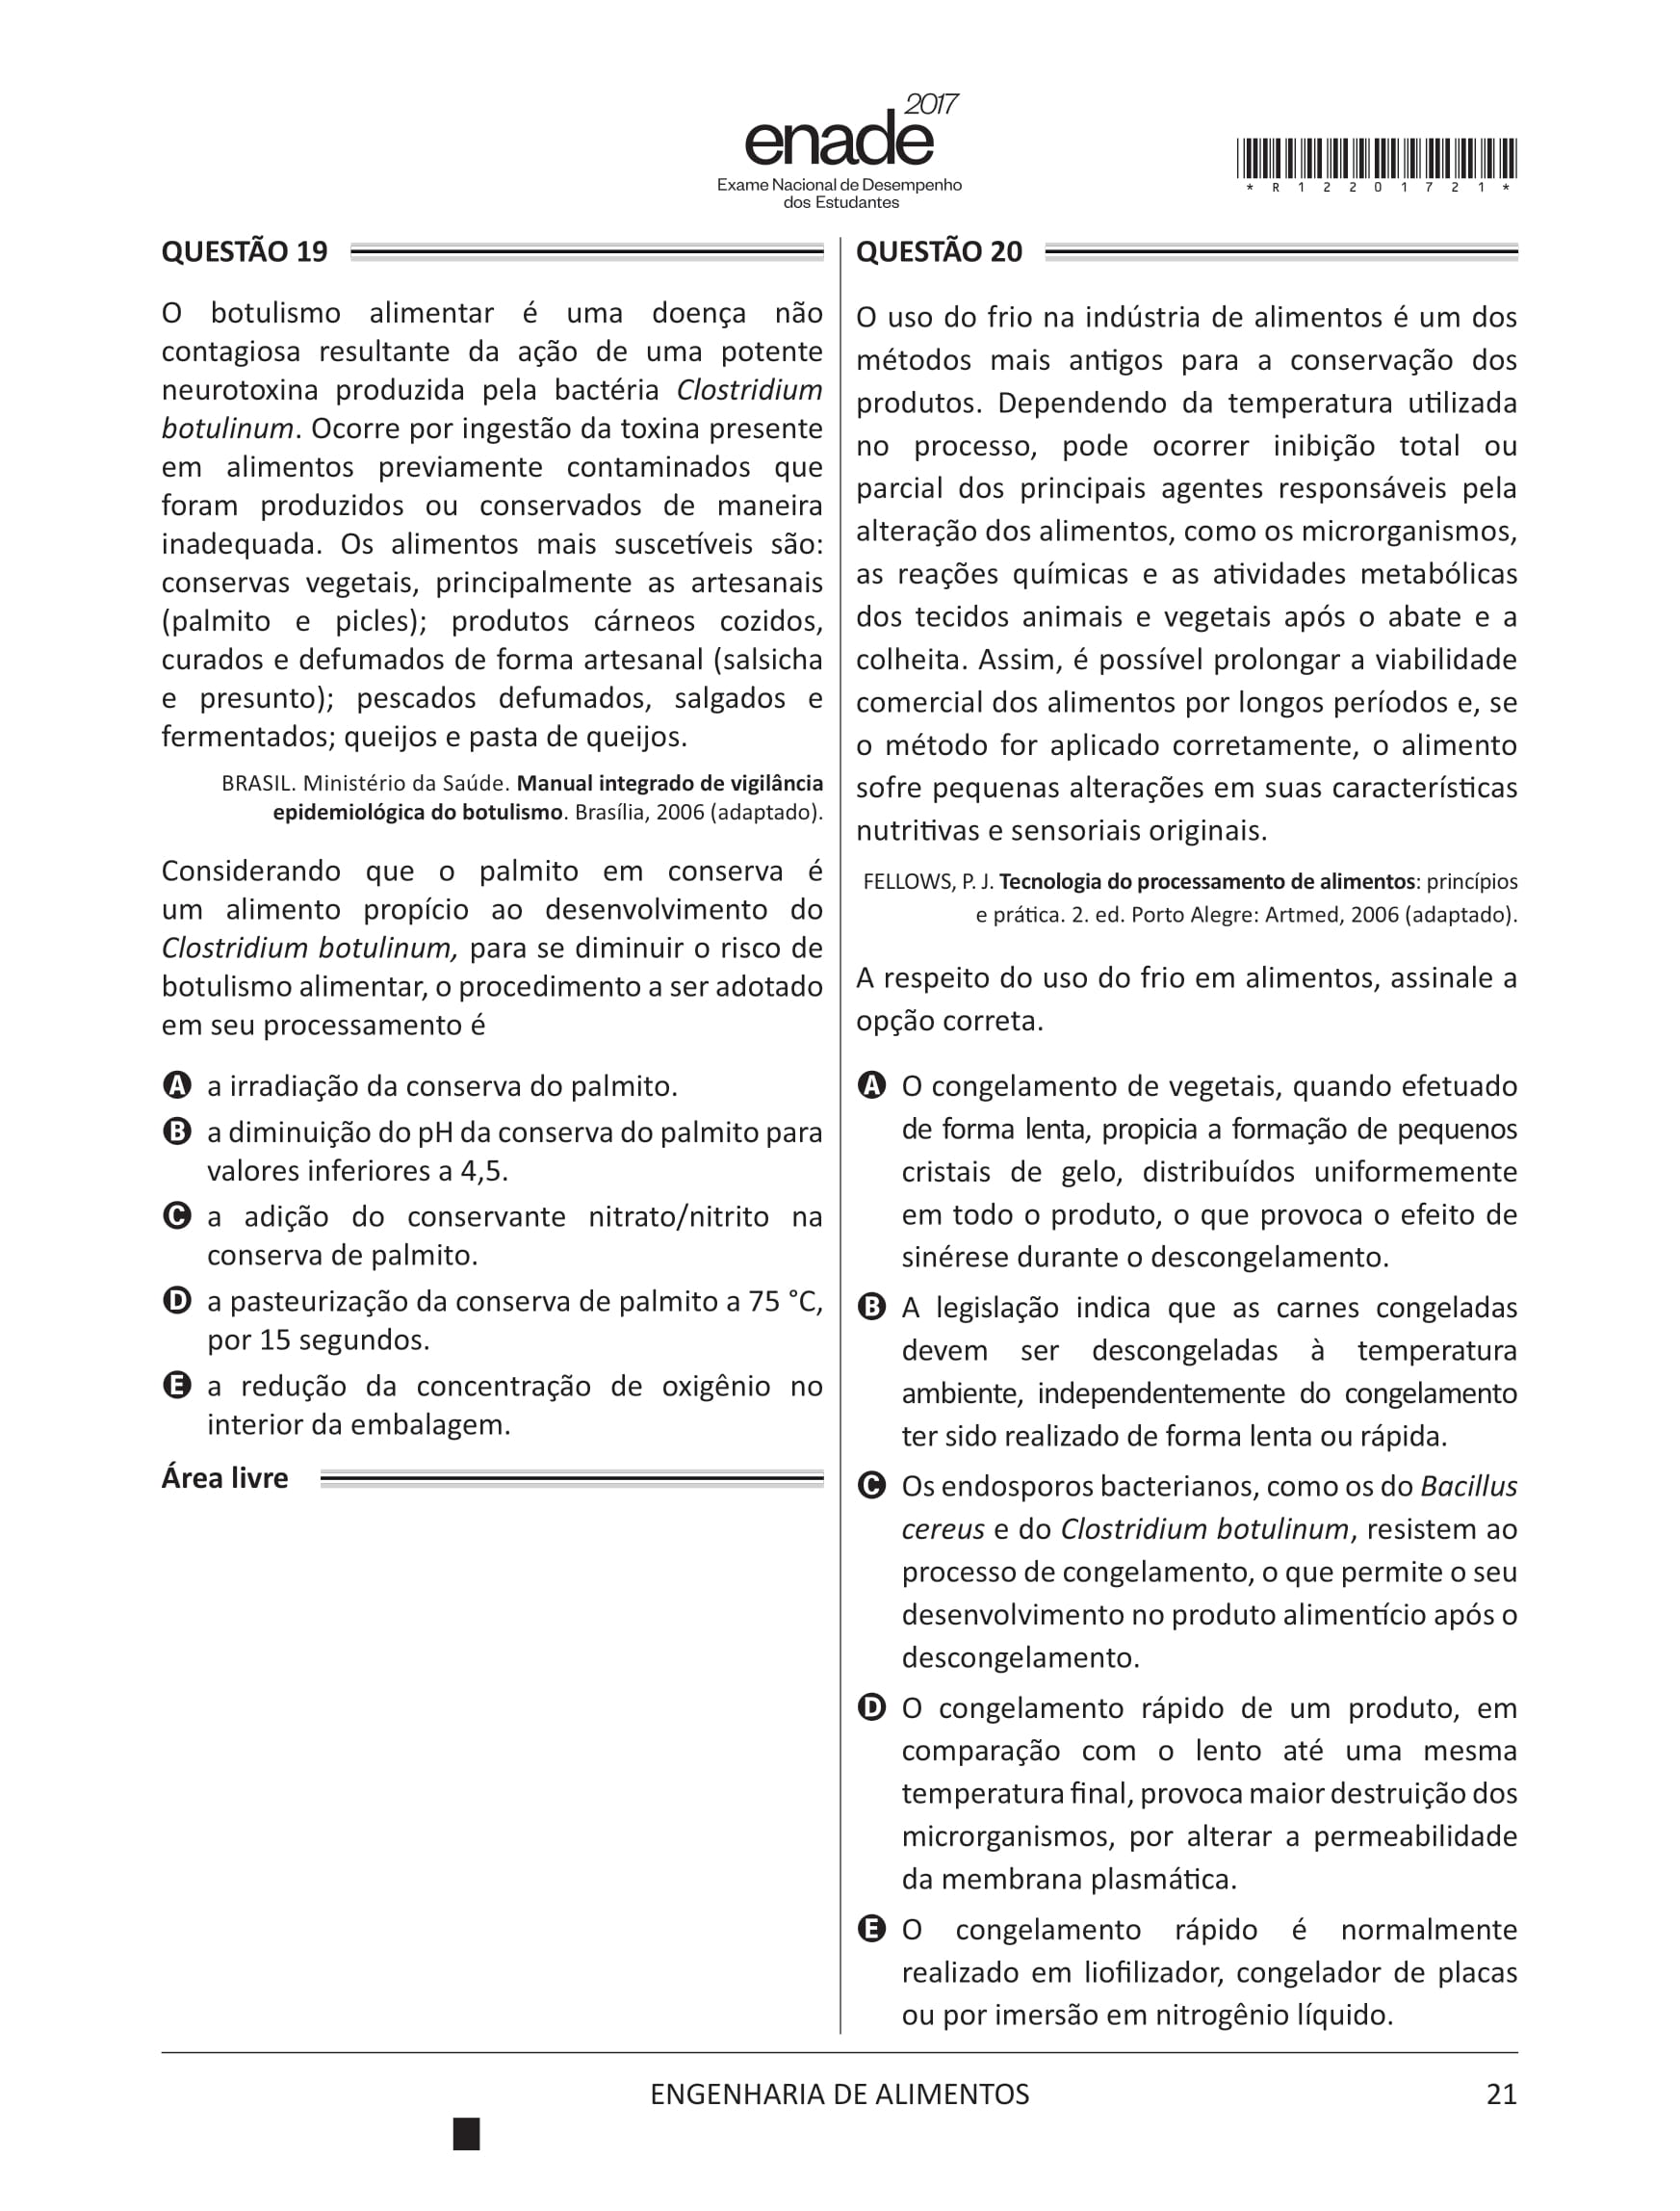 2017
enade
Exame Nacional de Desempenho
dos Estudantes
* R 1 2 2 0 1 7 2 1 *
QUESTÃO 19
O botulismo alimentar é uma doença não
contagiosa resultante da ação de uma potente
neurotoxina produzida pela bactéria Clostridium
botulinum. Ocorre por ingestão da toxina presente
em alimentos previamente contaminados que
foram produzidos ou conservados de maneira
inadequada. Os alimentos mais suscetíveis são:
conservas vegetais, principalmente as artesanais
(palmito e picles); produtos cárneos cozidos,
curados e defumados de forma artesanal (salsicha
e presunto); pescados defumados, salgados e
fermentados; queijos e pasta de queijos.
BRASIL. Ministério da Saúde. Manual integrado de vigilância
epidemiológica do botulismo. Brasília, 2006 (adaptado).
Considerando que o palmito em conserva é
um alimento propício ao desenvolvimento do
Clostridium botulinum, para se diminuir o risco de
botulismo alimentar, o procedimento a ser adotado
em seu processamento é
A a irradiação da conserva do palmito.
B a diminuição do pH da conserva do palmito para
valores inferiores a 4,5.
C a adição do conservante nitrato/nitrito na
conserva de palmito.
D a pasteurização da conserva de palmito a 75 °C,
por 15 segundos.
E a redução da concentração de oxigênio no
interior da embalagem.
Área livre
QUESTÃO 20
O uso do frio na indústria de alimentos é um dos
métodos mais antigos para a conservação dos
produtos. Dependendo da temperatura utilizada
no processo, pode ocorrer inibição total ou
parcial dos principais agentes responsáveis pela
alteração dos alimentos, como os microrganismos,
as reações químicas e as atividades metabólicas
dos tecidos animais e vegetais após o abate e a
colheita. Assim, é possível prolongar a viabilidade
comercial dos alimentos por longos períodos e, se
o método for aplicado corretamente, o alimento
sofre pequenas alterações em suas características
nutritivas e sensoriais originais.
FELLOWS, P. J. Tecnologia do processamento de alimentos: princípios
e prática. 2. ed. Porto Alegre: Artmed, 2006 (adaptado).
A respeito do uso do frio em alimentos, assinale a
opção correta.
A O congelamento de vegetais, quando efetuado
de forma lenta, propicia a formação de pequenos
cristais de gelo, distribuídos uniformemente
em todo o produto, o que provoca o efeito de
sinérese durante o descongelamento.
B A legislação indica que as carnes congeladas
devem ser descongeladas à temperatura
ambiente, independentemente do congelamento
ter sido realizado de forma lenta ou rápida.
C Os endosporos bacterianos, como os do Bacillus
cereus e do Clostridium botulinum, resistem ao
processo de congelamento, o que permite o seu
desenvolvimento no produto alimentício após o
descongelamento.
D O congelamento rápido de um produto, em
comparação com o lento até uma mesma
temperatura final, provoca maior destruição dos
microrganismos, por alterar a permeabilidade
da membrana plasmática.
E O congelamento rápido é normalmente
realizado em liofilizador, congelador de placas
ou por imersão em nitrogênio líquido.
ENGENHARIA DE ALIMENTOS
21